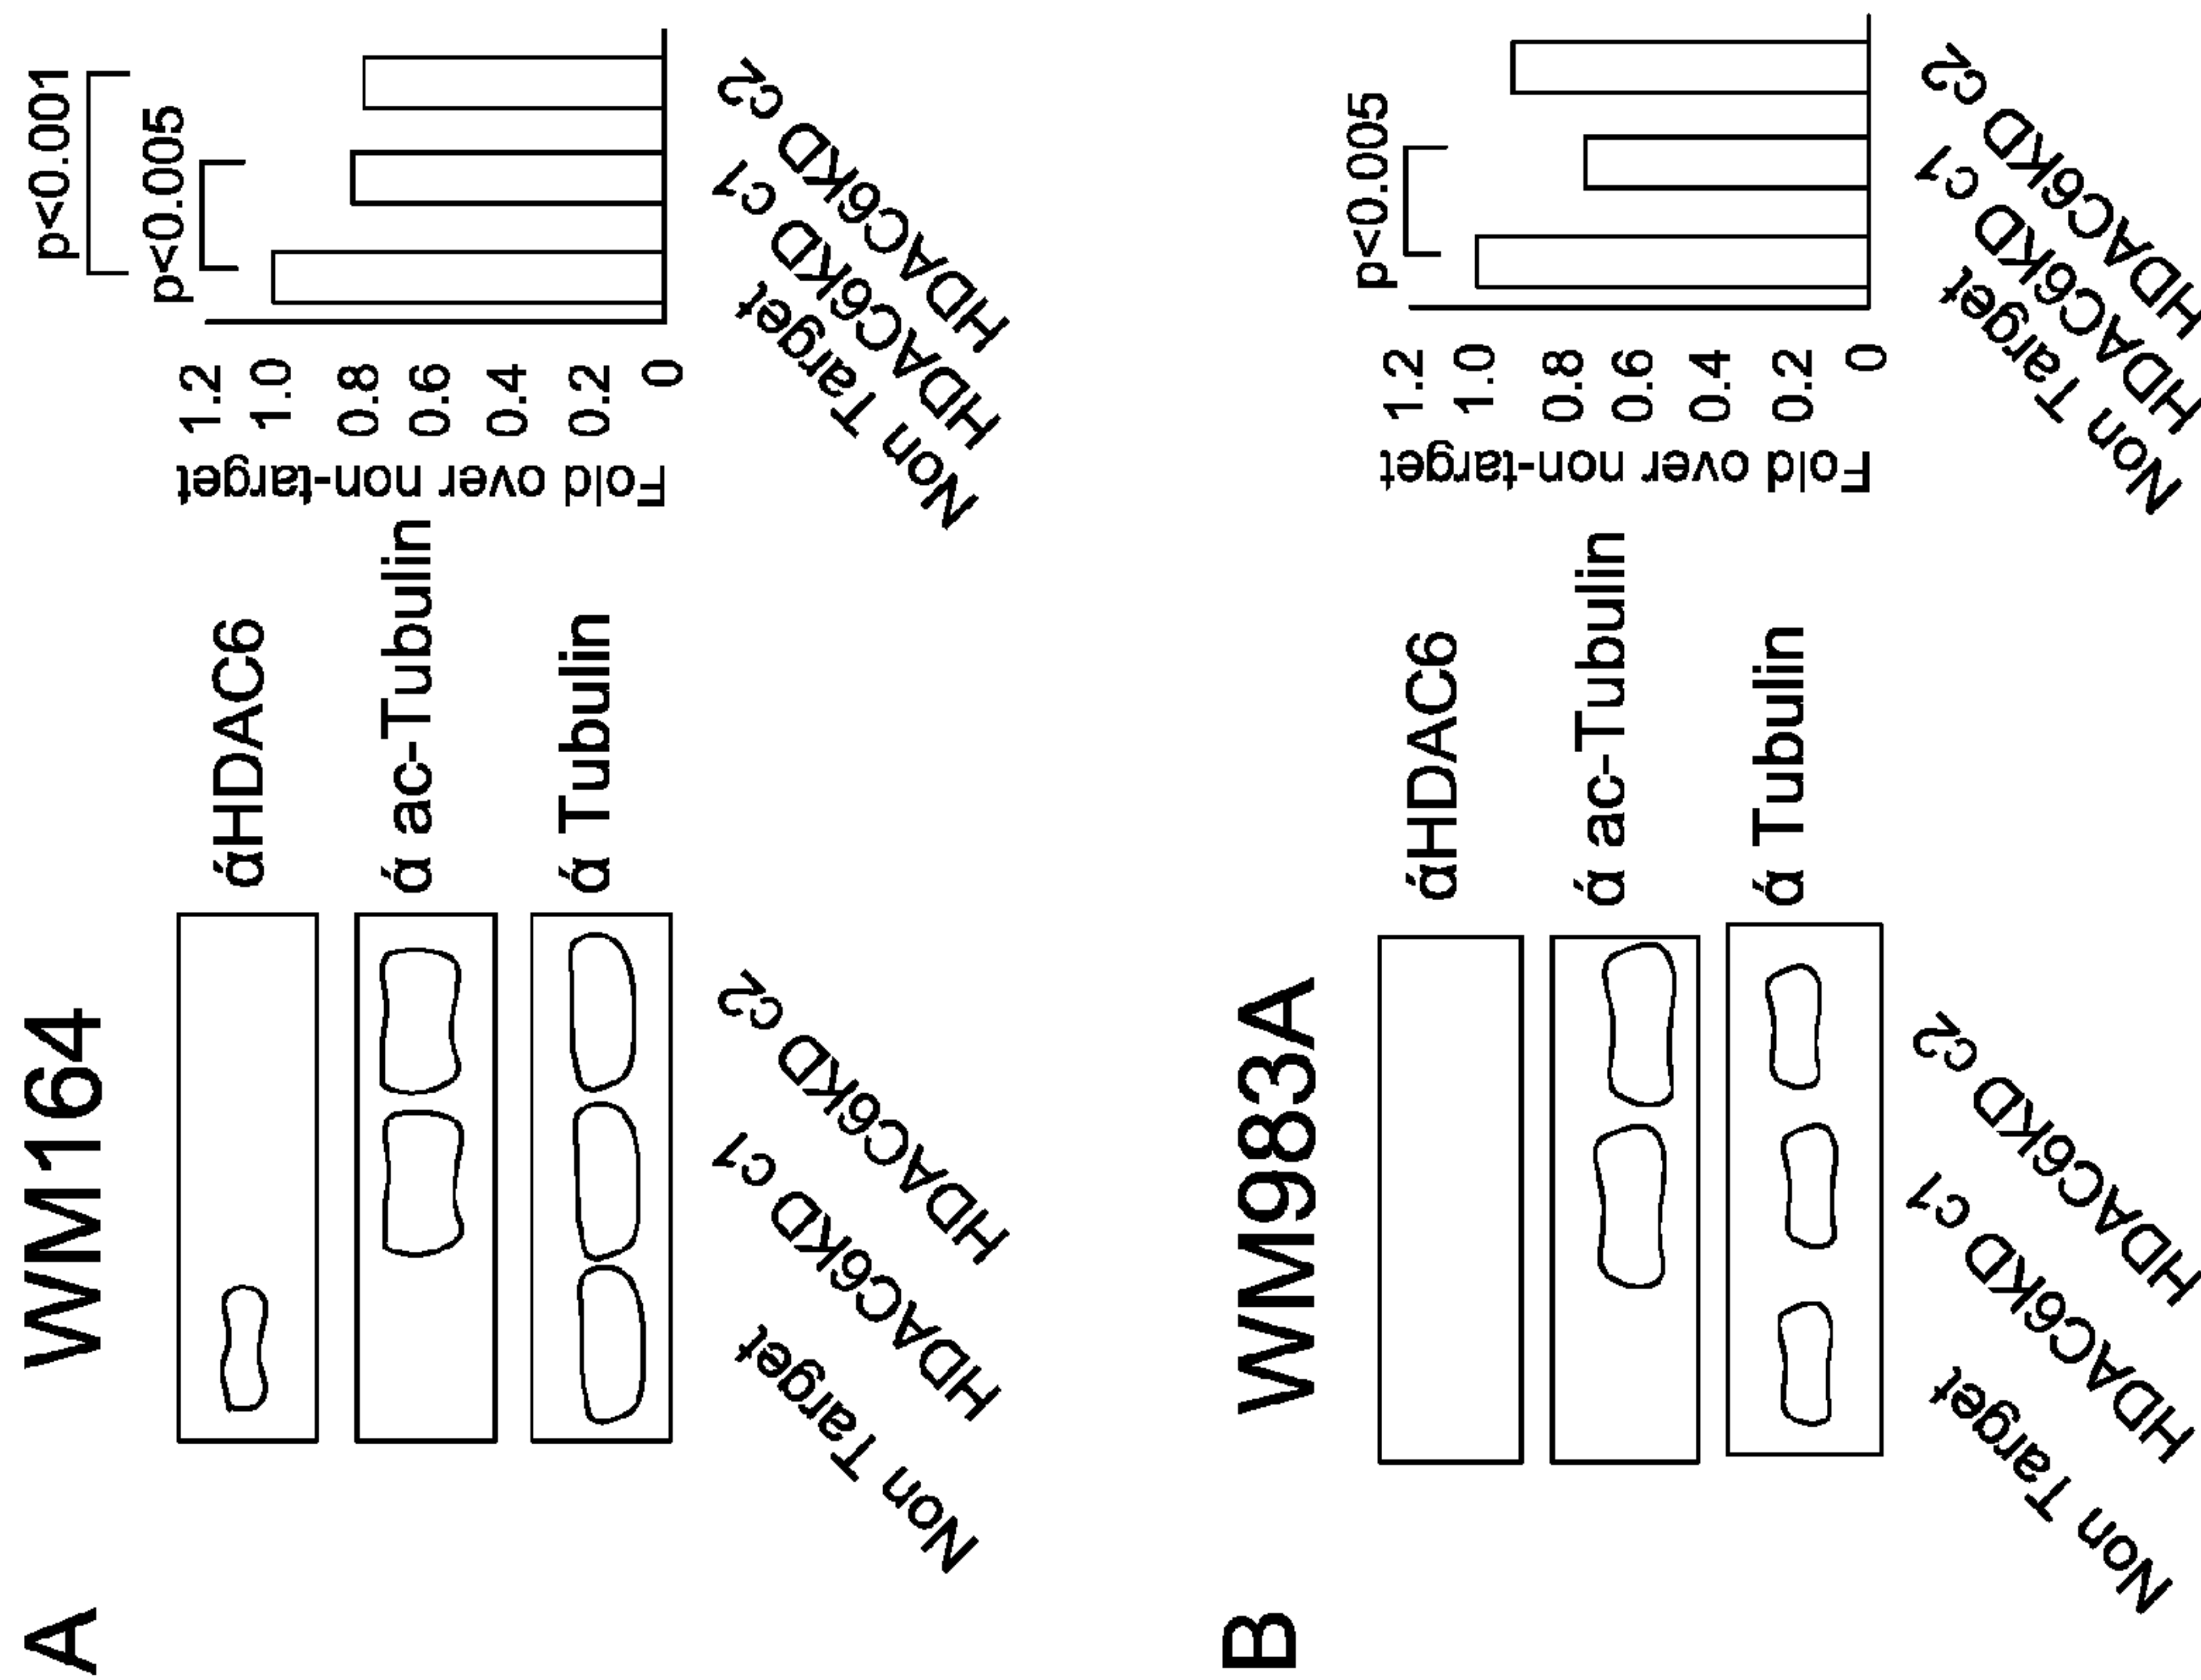 A
WM164
άHDAC6
ά ac-Tubulin
ά Tubulin
Non Target
HDAC6KD c1
HDAC6KD c2
p<0.001
p<0.005
Fold over non-target
1.2
1.0
0.8
0.6
0.4
0.2
0
Non Target
HDAC6KD c1
HDAC6KD c2
B
WM983A
άHDAC6
ά ac-Tubulin
ά Tubulin
Non Target
HDAC6KD c1
HDAC6KD c2
p<0.005
Fold over non-target
1.2
1.0
0.8
0.6
0.4
0.2
0
Non Target
HDAC6KD c1
HDAC6KD c2